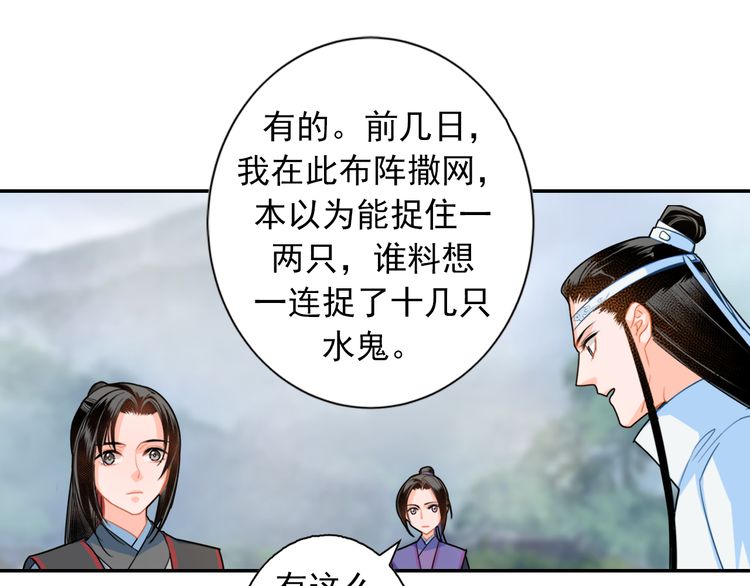 有的。前几日，
我在此布阵撒网，
本以为能捉住一
两只，谁料想
一连捉了十几只
水鬼。
有这么